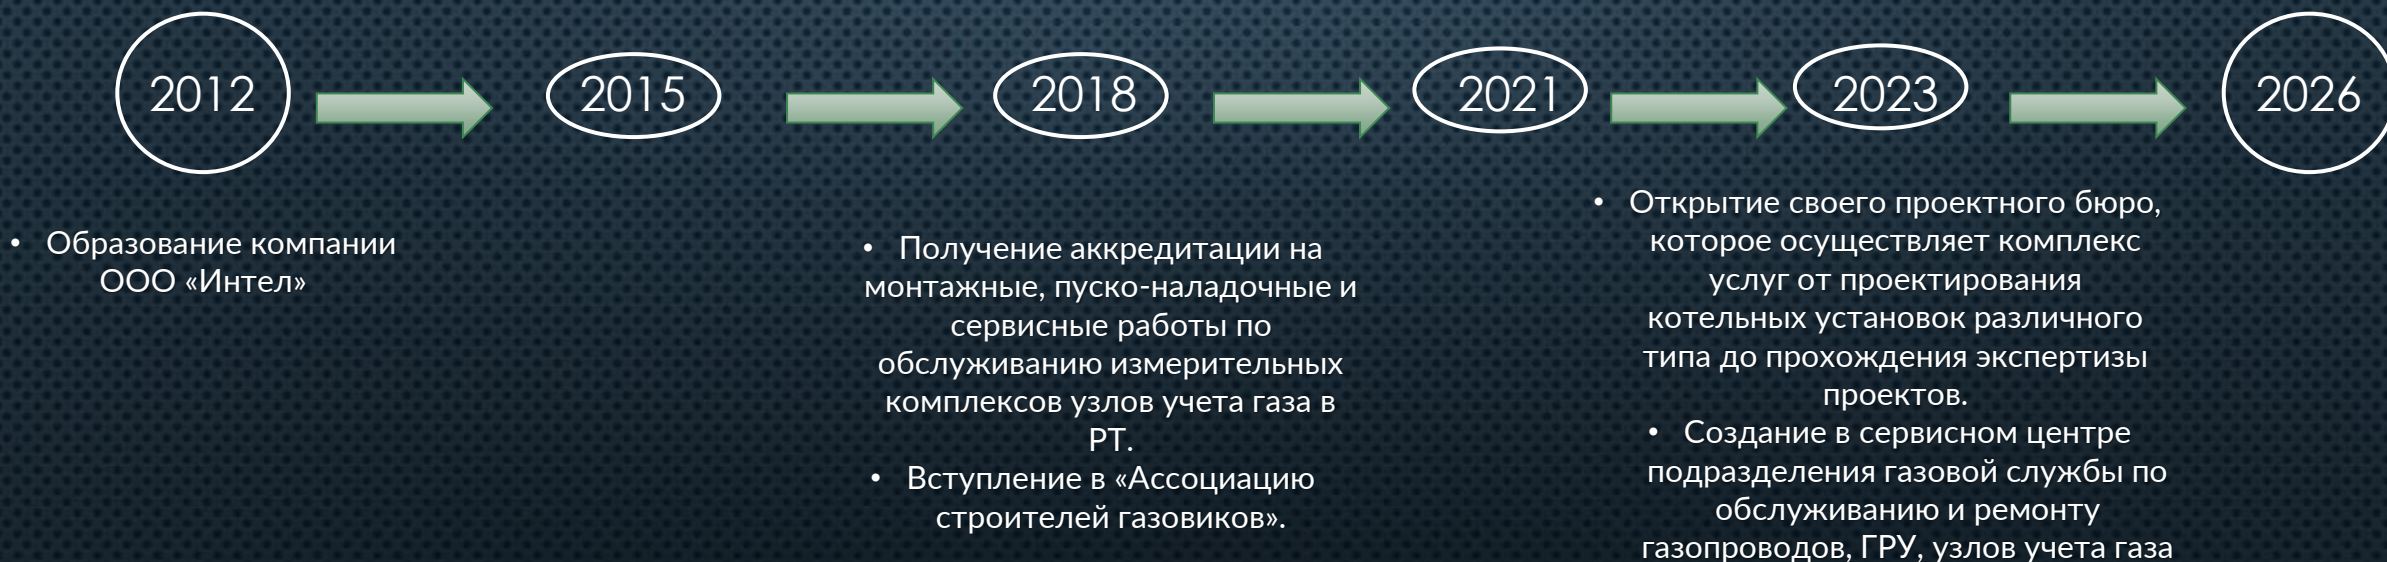 2012
2015
2018
2021
2023
2026
• Образование компании
ООО «Интел»
• Получение аккредитации на
монтажные, пуско-наладочные и
сервисные работы по
обслуживанию измерительных
комплексов узлов учета газа в
РТ.
• Вступление в «Ассоциацию
строителей газовиков».
• Открытие своего проектного бюро,
которое осуществляет комплекс
услуг от проектирования
котельных установок различного
типа до прохождения экспертизы
проектов.
• Создание в сервисном центре
подразделения газовой службы по
обслуживанию и ремонту
газопроводов, ГРУ, узлов учета газа